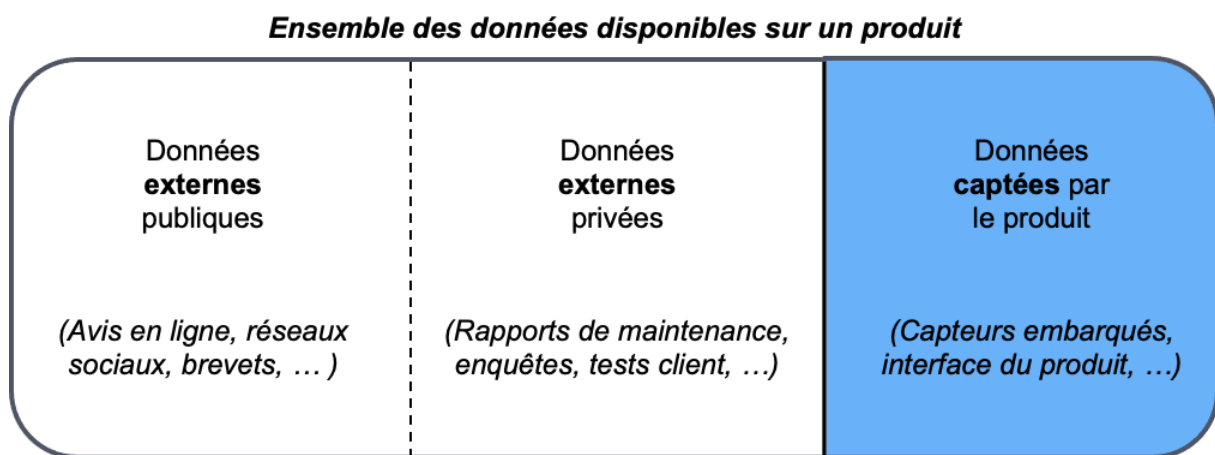 Ensemble des données disponibles sur un produit
Données
externes
publiques
(Avis en ligne, réseaux
sociaux, brevets, … )
Données
externes
privées
(Rapports de maintenance,
enquêtes, tests client, …)
Données
captées par
le produit
(Capteurs embarqués,
interface du produit, …)